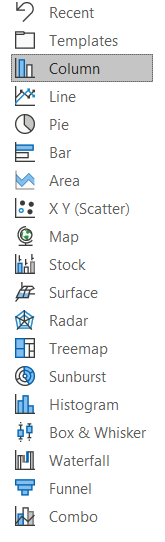 Recent
Templates
Column
Line
Pie
Bar
Area
X Y (Scatter)
Map
Stock
Surface
Radar
Treemap
Sunburst
Histogram
Box & Whisker
Waterfall
Funnel
Combo